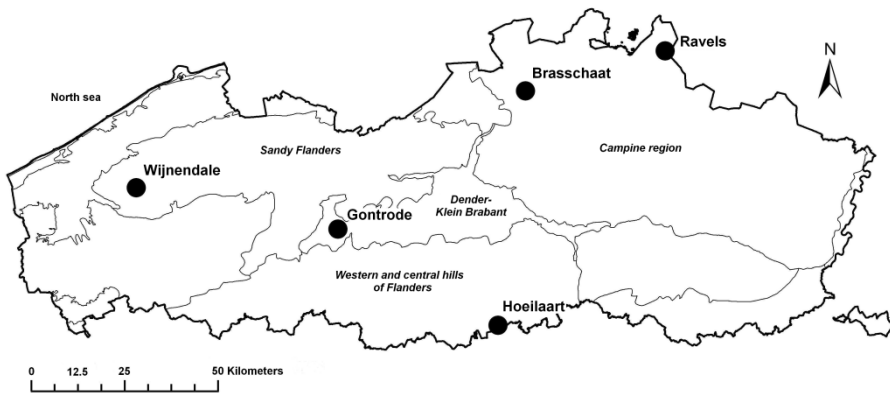 Ravels
N
Brasschaat
North sea
Sandy Flanders
Campine region
Wijnendale
Dender-
Klein Brabant
Gontrode
Western and central hills
of Flanders
Hoeilaart
0 12.5 25 50 Kilometers